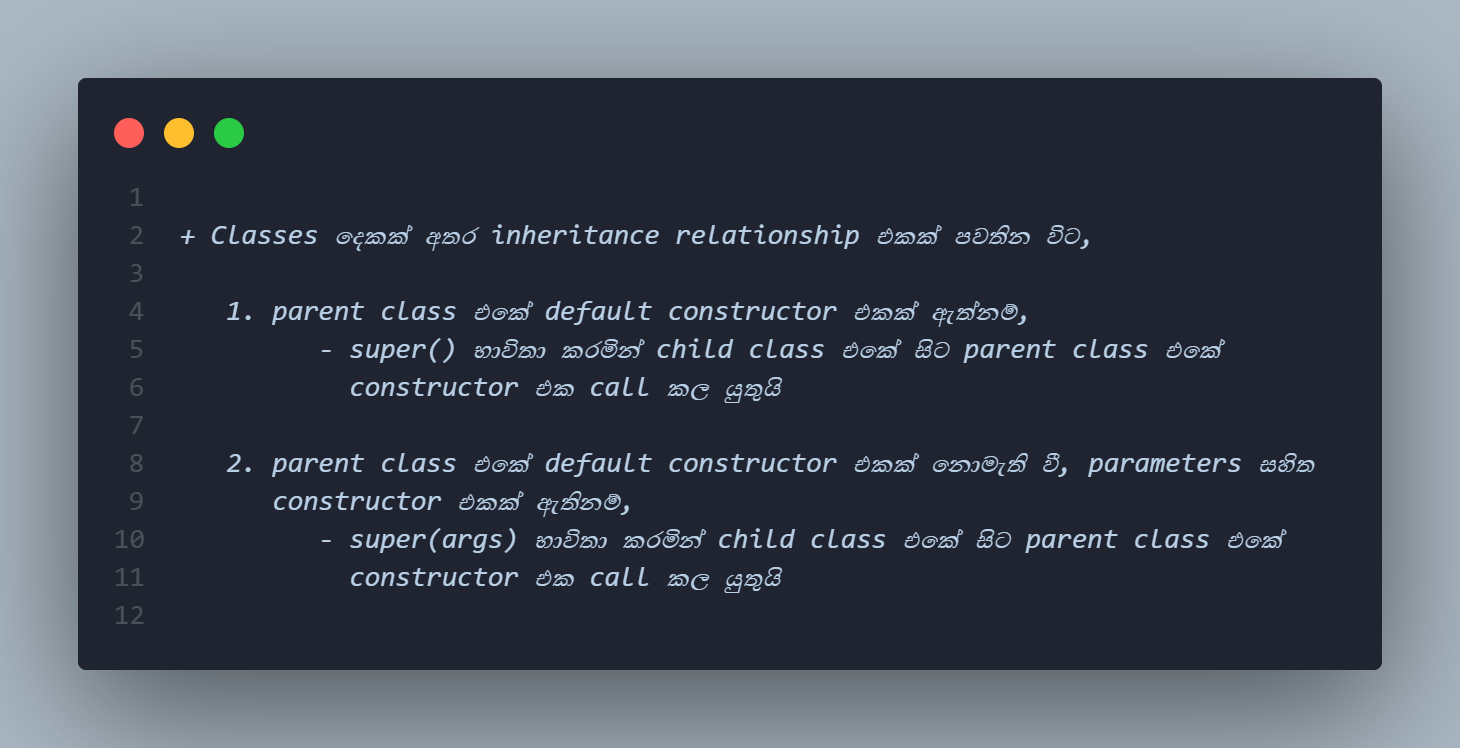 1
2 + Classes දෙකක් අතර inheritance relationship එකක් පවතින විට,
3
4 1. parent class එකේ default constructor එකක් ඇත්නම්,
5 - super() භාවිතා කරමින් child class එකේ සිට parent class එකේ
6 constructor එක call කල යුතුයි
7
8 2. parent class එකේ default constructor එකක් නොමැති වී, parameters සහිත
9 constructor එකක් ඇතිනම්,
10 - super(args) භාවිතා කරමින් child class එකේ සිට parent class එකේ
11 constructor එක call කල යුතුයි
12